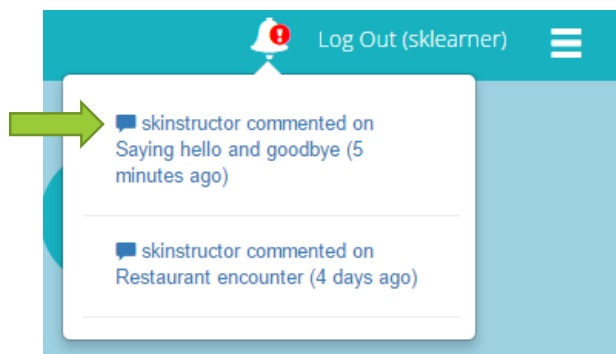 Log Out (sklearner)
skinstructor commented on
Saying hello and goodbye (5
minutes ago)
skinstructor commented on
Restaurant encounter (4 days ago)